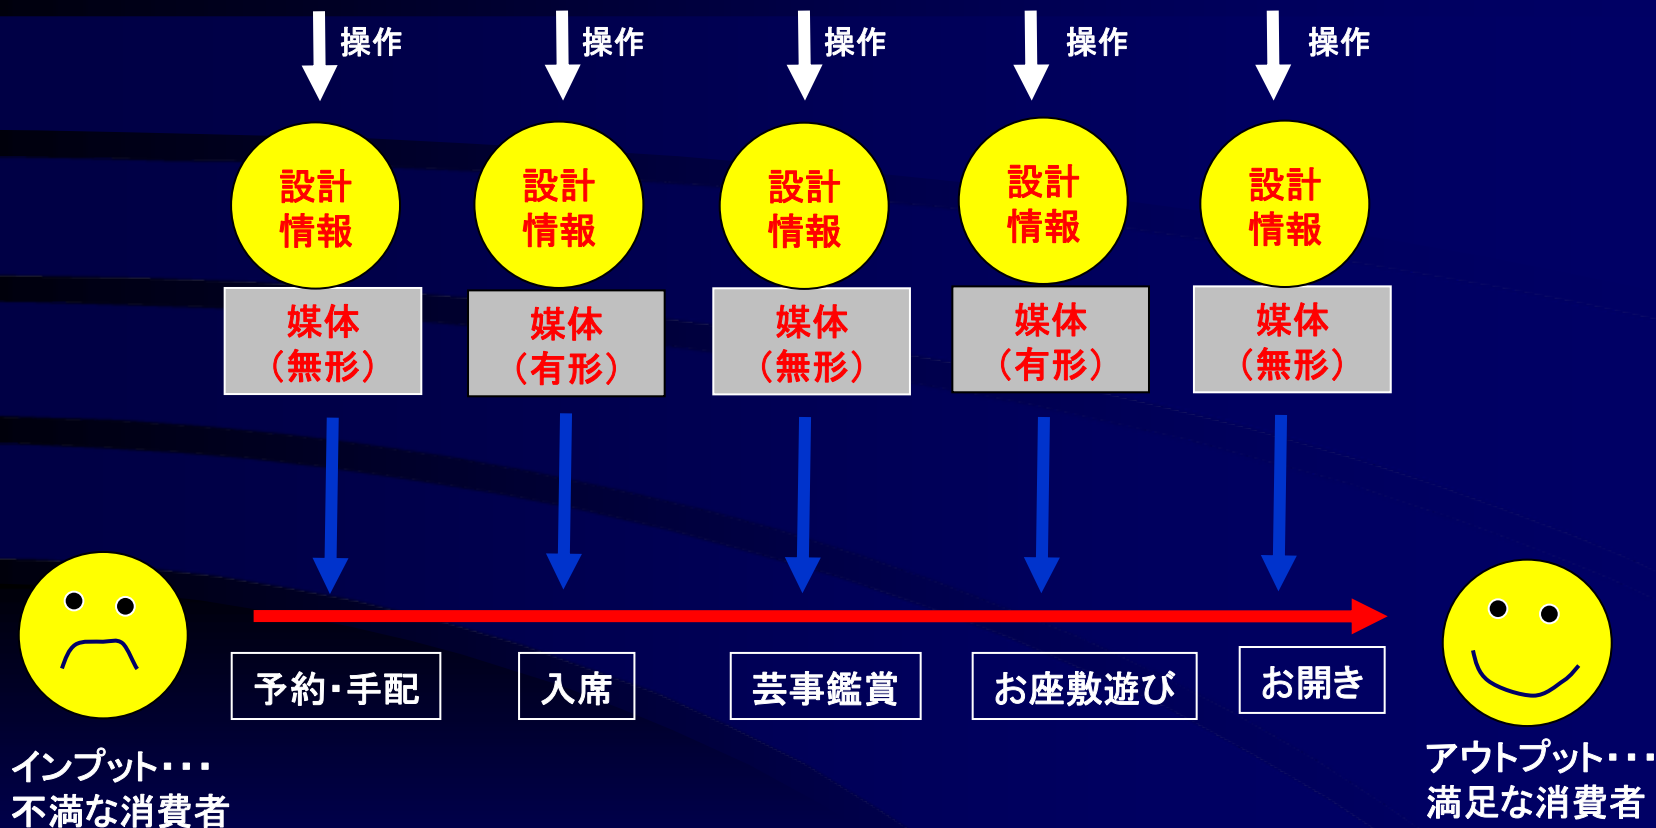 操作
操作
操作
操作
操作
設計
情報
設計
情報
設計
情報
設計
情報
設計
情報
媒体
（無形）
媒体
（有形）
媒体
（無形）
媒体
（有形）
媒体
（無形）
予約・手配
入席
芸事鑑賞
お座敷遊び
お開き
インプット・・・
不満な消費者
アウトプット・・・
満足な消費者